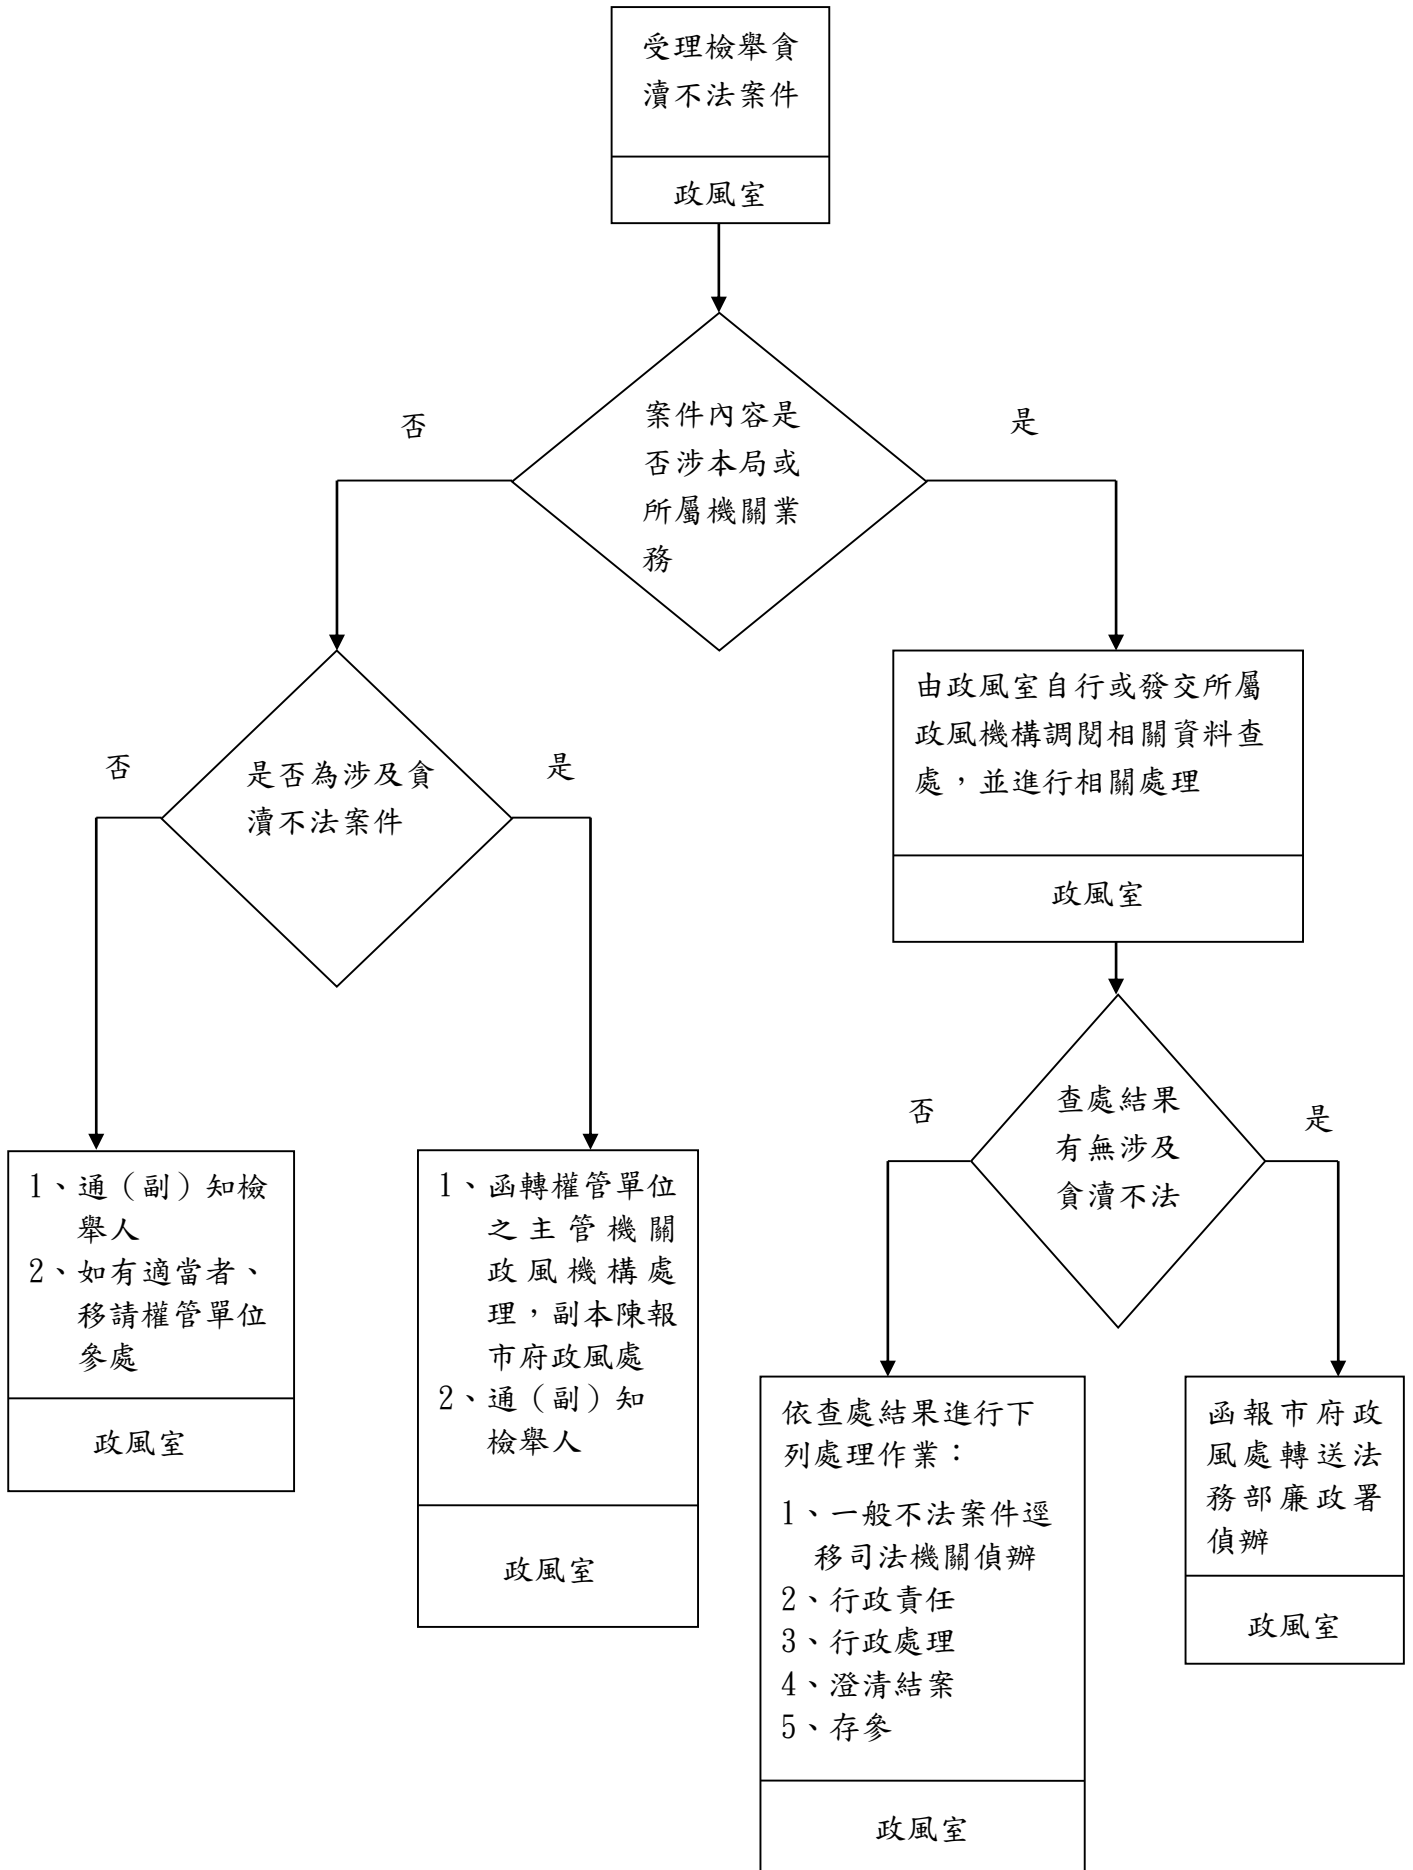 受理檢舉貪
瀆不法案件
政風室
案件內容是
否涉本局或
所屬機關業
務
否
是
是否為涉及貪
瀆不法案件
否
是
由政風室自行或發交所屬
政風機構調閱相關資料查
處，並進行相關處理
政風室
查處結果
有無涉及
貪瀆不法
否
是
1、通（副）知檢
舉人
2、如有適當者、
移請權管單位
參處
政風室
1、函轉權管單位
之主管機關
政風機構處
理，副本陳報
市府政風處
2、通（副）知
檢舉人
政風室
依查處結果進行下
列處理作業：
1、一般不法案件逕
移司法機關偵辦
2、行政責任
3、行政處理
4、澄清結案
5、存參
政風室
函報市府政
風處轉送法
務部廉政署
偵辦
政風室